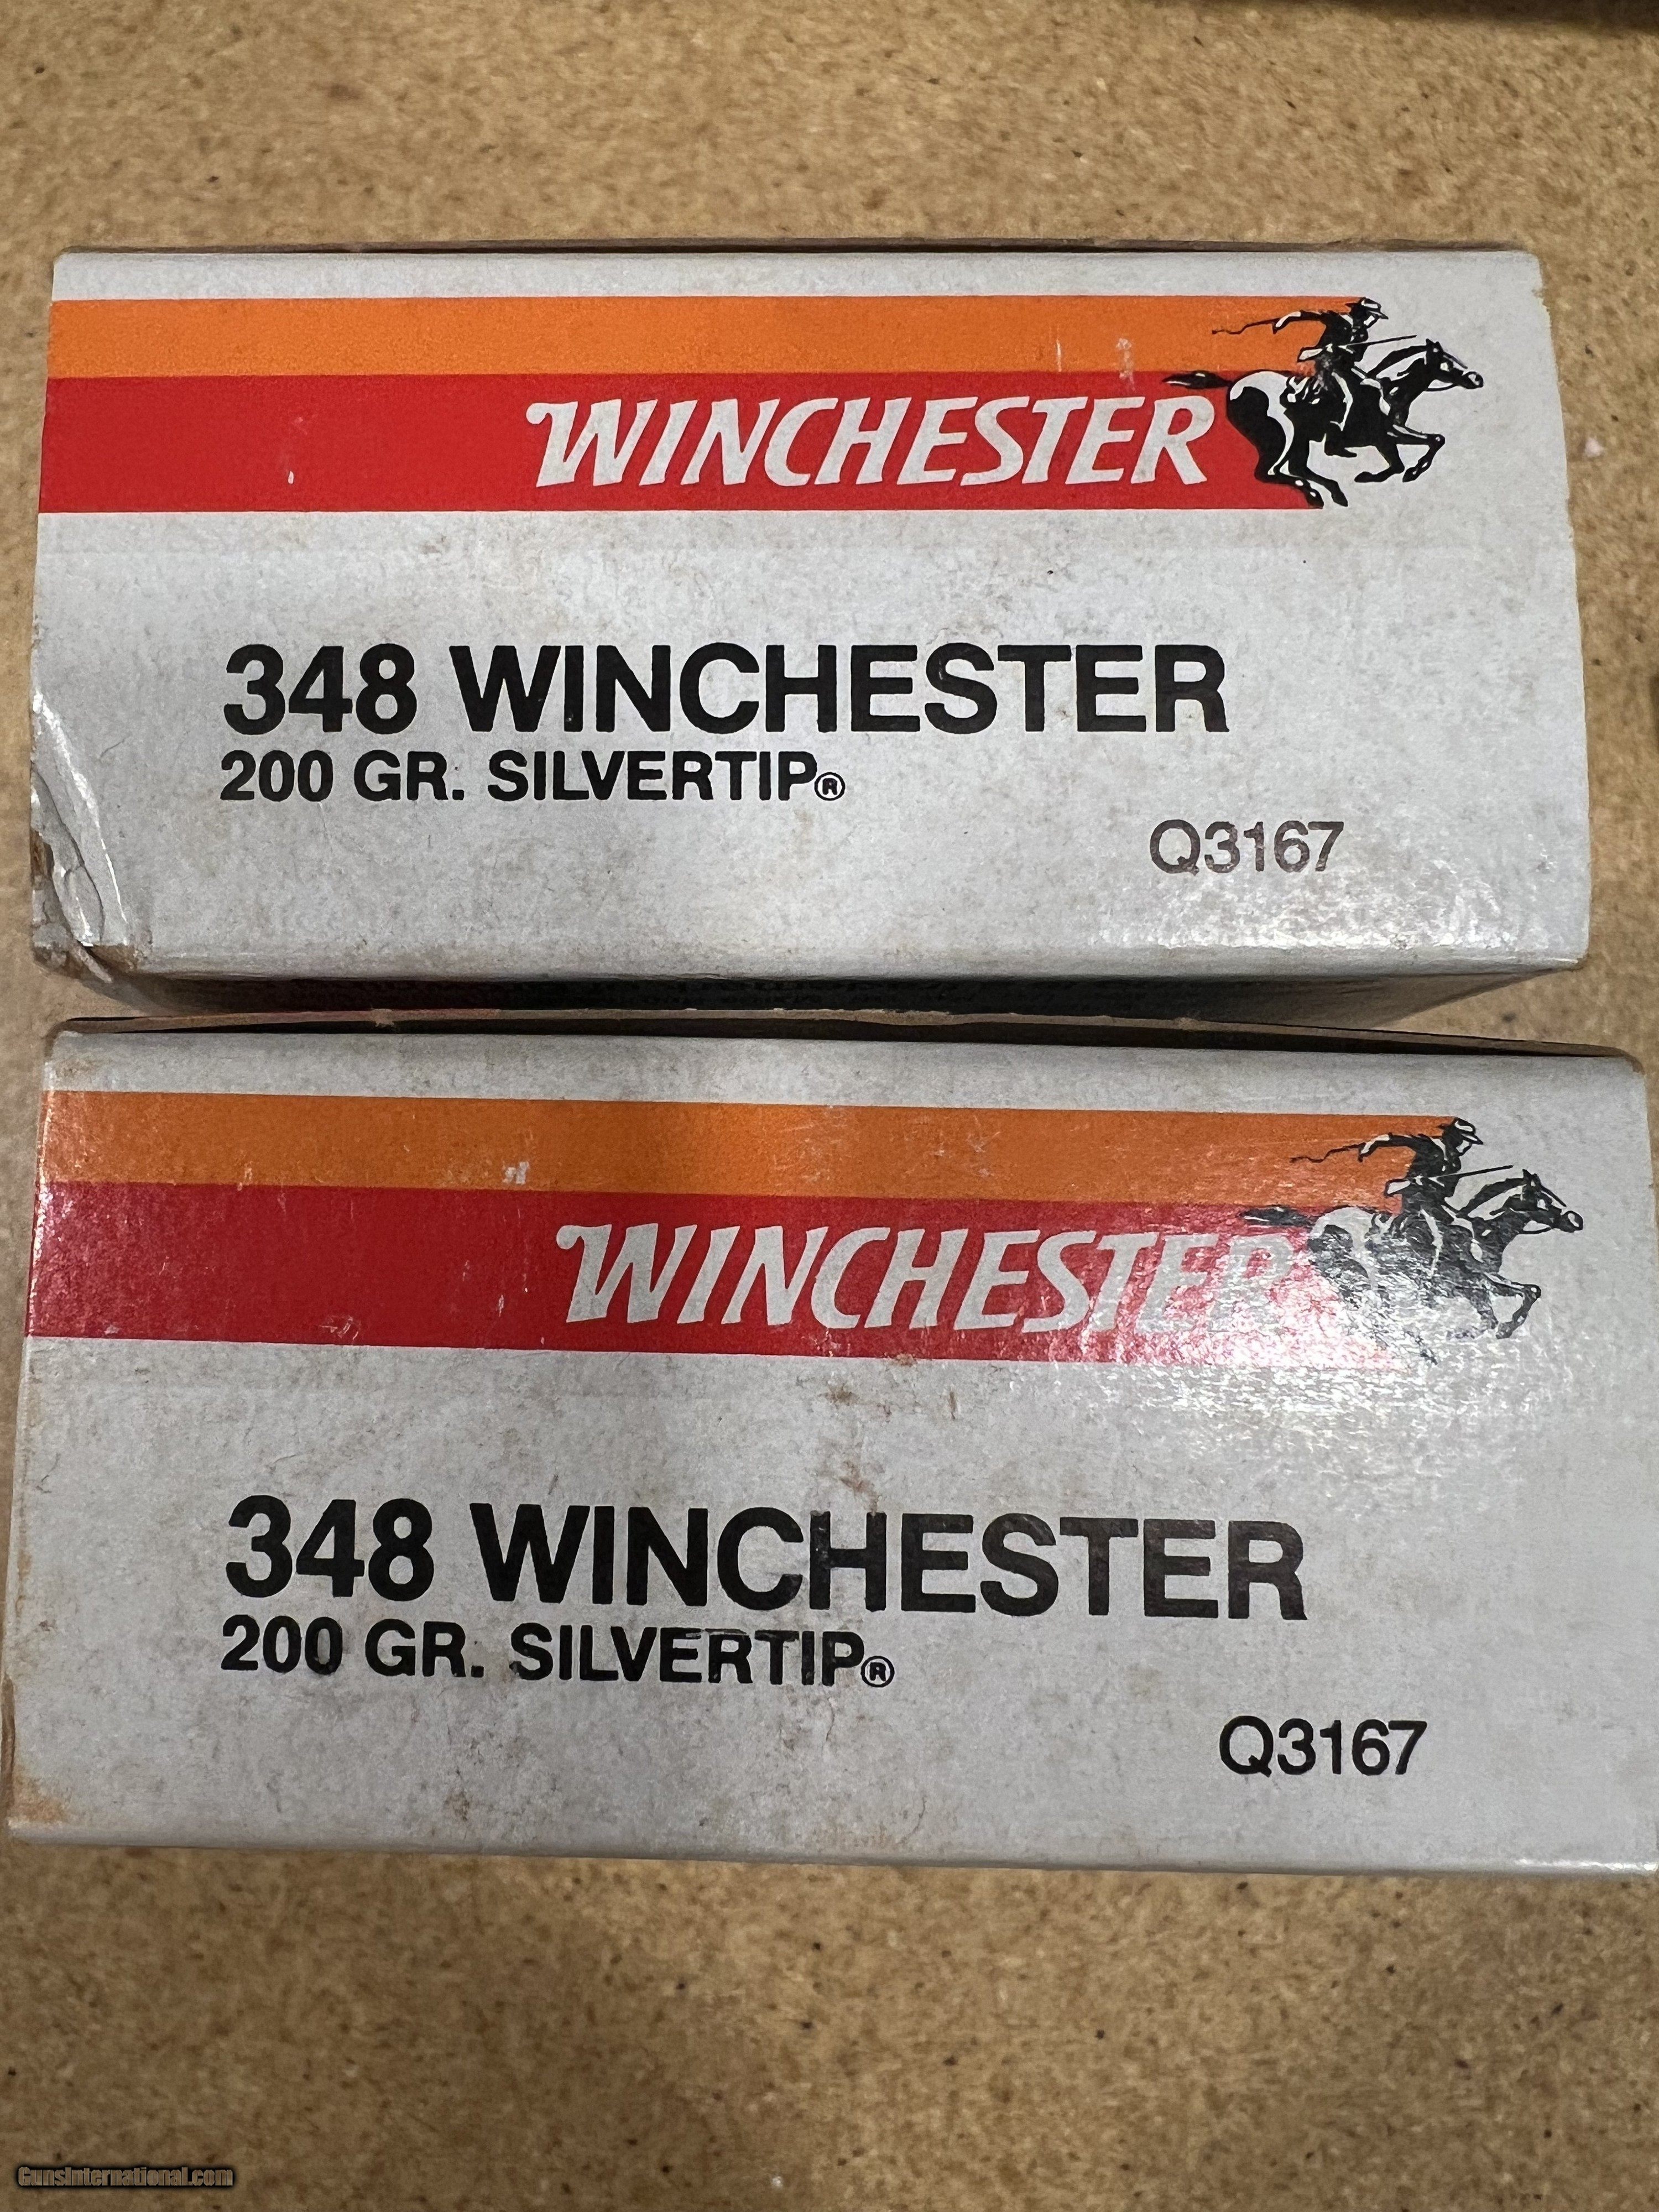 WINCHESTER
348 WINCHESTER
200 GR. SILVERTIP®
Q3167
WINCHESTER
348 WINCHESTER
200 GR. SILVERTIP®
Q3167
GunsInternational.com